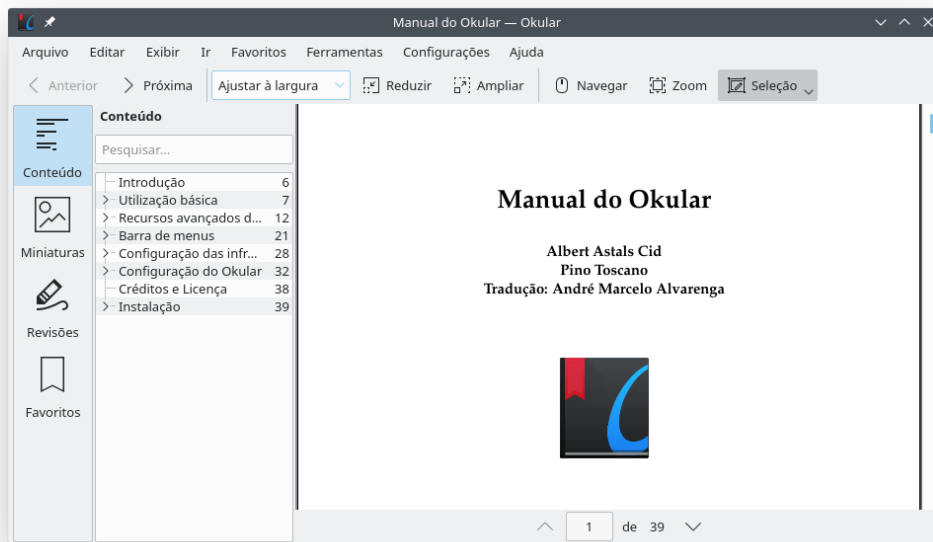 Manual do Okular — Okular
Arquivo Editar Exibir Ir Favoritos Ferramentas Configurações Ajuda
Anterior Próxima Ajustar à largura Reduzir Ampliar Navegar Zoom Seleção
Conteúdo
Miniaturas
Revisões
Favoritos
Conteúdo
Pesquisar...
Introdução 6
Utilização básica 7
Recursos avançados d... 12
Barra de menus 21
Configuração das infr... 28
Configuração do Okular 32
Créditos e Licença 38
Instalação 39
Manual do Okular
Albert Astals Cid
Pino Toscano
Tradução: André Marcelo Alvarenga
1 de 39